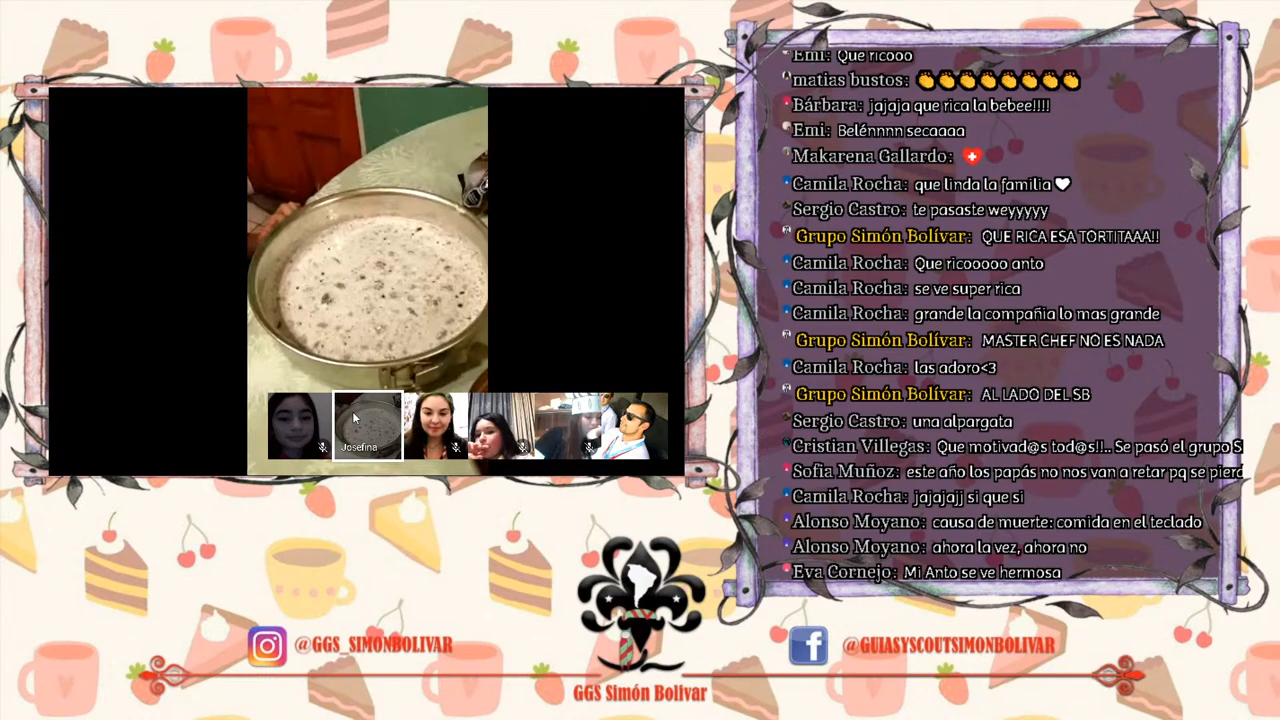 Emi: Que ricooo
matias bustos: 👏👏👏👏👏👏👏👏
Bárbara: jajaja que rica la bebee!!!!
Emi: Belénnnn secaaaa
Makarena Gallardo:
Camila Rocha: que linda la familia 🤍
Sergio Castro: te pasaste weyyyyy
Grupo Simón Bolívar: QUE RICA ESA TORTITAAA!!
Camila Rocha: Que ricooooo anto
Camila Rocha: se ve super rica
Camila Rocha: grande la compañia lo mas grande
Grupo Simón Bolívar: MASTER CHEF NO ES NADA
Camila Rocha: las adoro<3
Grupo Simón Bolívar: AL LADO DEL SB
Sergio Castro: una alpargata
Cristian Villegas: Que motivad@s tod@s!!.. Se pasó el grupo S
Sofia Muñoz: este año los papás no nos van a retar pq se pierd
Camila Rocha: jajajajj si que si
Alonso Moyano: causa de muerte: comida en el teclado
Alonso Moyano: ahora la vez, ahora no
Eva Cornejo: Mi Anto se ve hermosa
Josefina
@GGS_SIMONBOLIVAR
@GUIASYSCOUTSIMONBOLIVAR
GGS Simón Bolívar